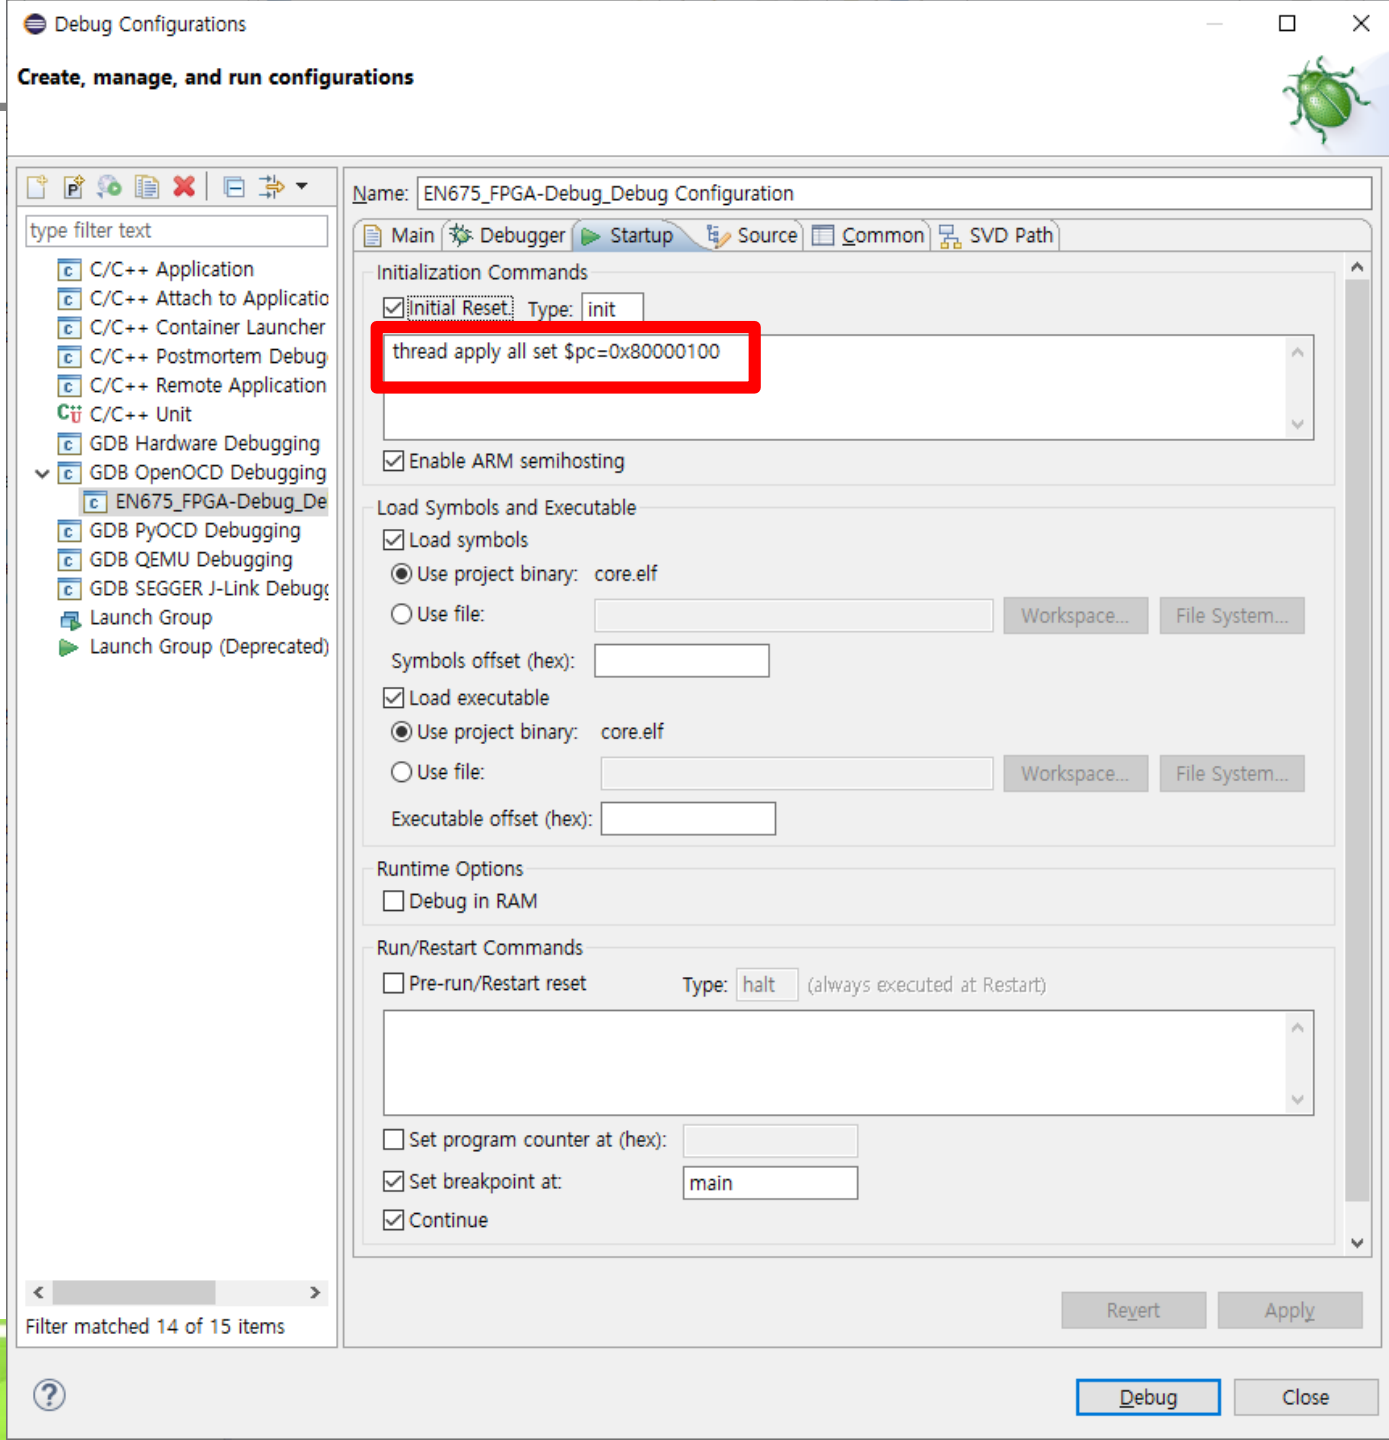 Debug Configurations
Create, manage, and run configurations
type filter text
C/C++ Application
C/C++ Attach to Applicatio
C/C++ Container Launcher
C/C++ Postmortem Debug
C/C++ Remote Application
C/C++ Unit
GDB Hardware Debugging
GDB OpenOCD Debugging
EN675_FPGA-Debug_De
GDB PyOCD Debugging
GDB QEMU Debugging
GDB SEGGER J-Link Debugg
Launch Group
Launch Group (Deprecated)
Filter matched 14 of 15 items
Name: EN675_FPGA-Debug_Debug Configuration
Main Debugger Startup Source Common SVD Path
Initialization Commands
Initial Reset. Type: init
thread apply all set $pc=0x80000100
Enable ARM semihosting
Load Symbols and Executable
Load symbols
Use project binary: core.elf
Use file: Workspace... File System...
Symbols offset (hex):
Load executable
Use project binary: core.elf
Use file: Workspace... File System...
Executable offset (hex):
Runtime Options
Debug in RAM
Run/Restart Commands
Pre-run/Restart reset Type: halt (always executed at Restart)
Set program counter at (hex):
Set breakpoint at: main
Continue
Revert Apply
Debug Close